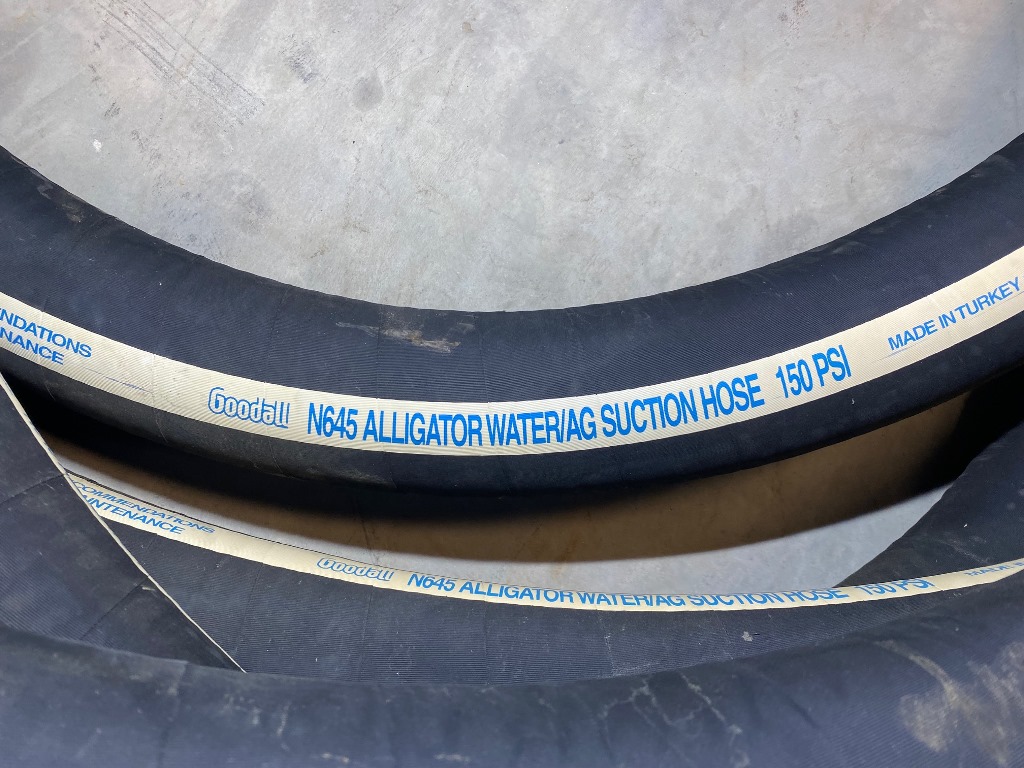 NDATIONS
NANCE
Goodall N645 ALLIGATOR WATER/AG SUCTION HOSE 150 PSI MADE IN TURKEY
COMMENDATIONS
INTENANCE
Goodall N645 ALLIGATOR WATER/AG SUCTION HOSE 150 PSI MADE